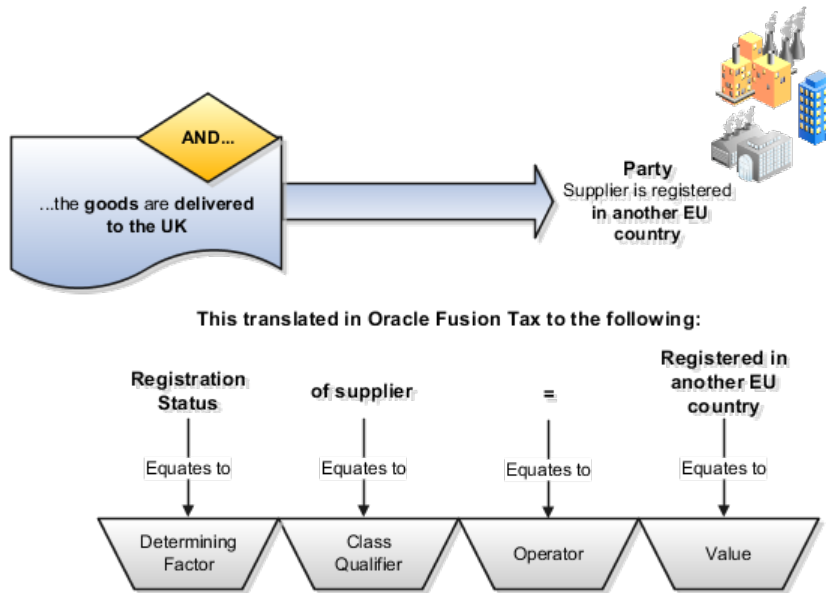 AND...
...the goods are delivered
to the UK
Party
Supplier is registered
in another EU
country
This translated in Oracle Fusion Tax to the following:
Registration
Status
of supplier
=
Registered in
another EU
country
Equates to
Equates to
Equates to
Equates to
Determining
Factor
Class
Qualifier
Operator
Value